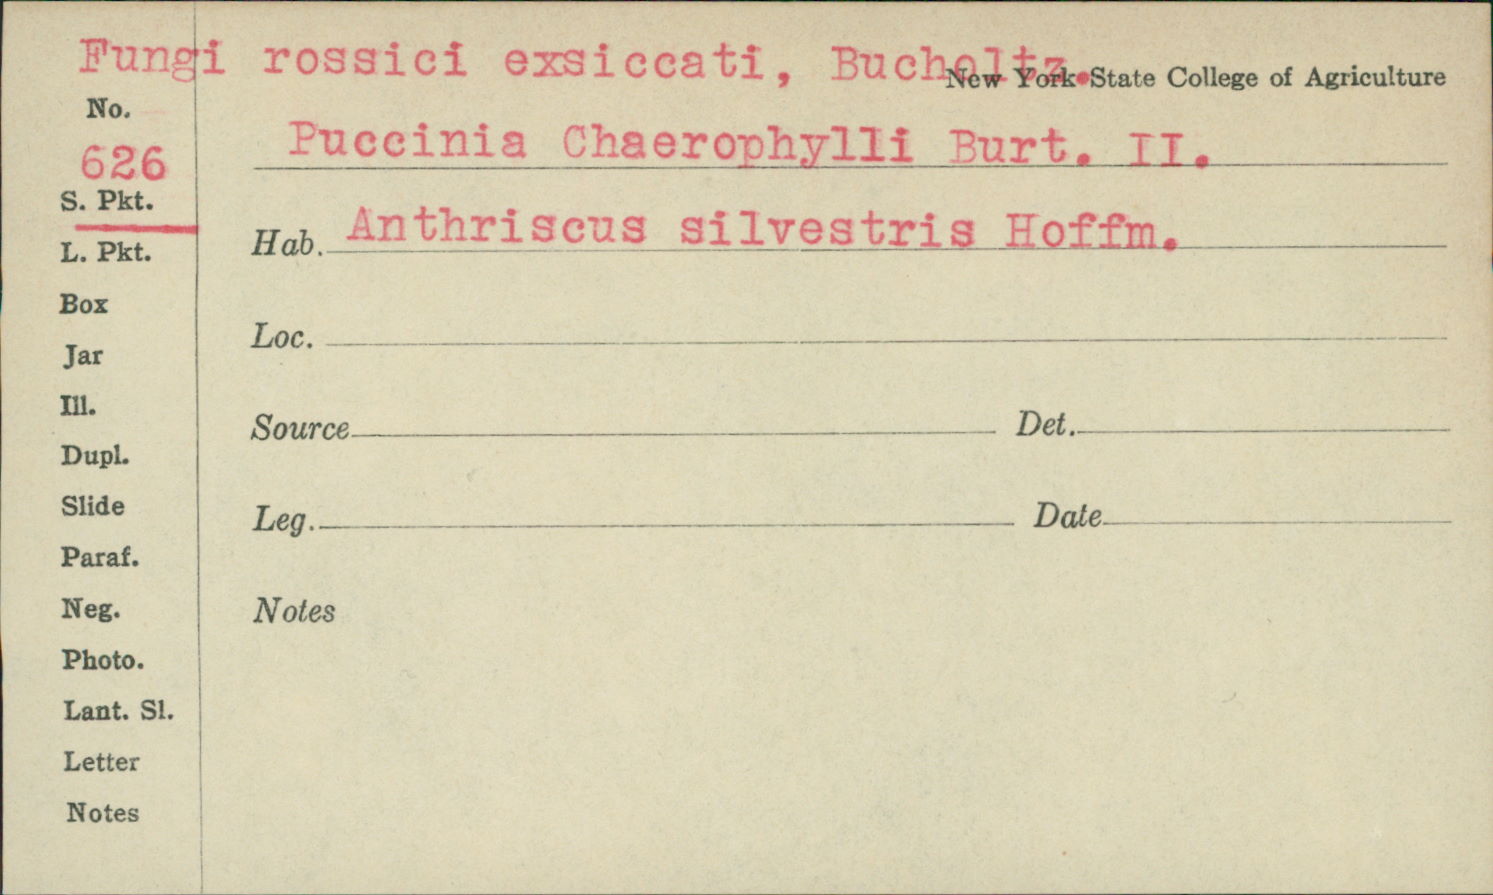 Fungi rossici exsiccati, Bucholtz.
New York State College of Agriculture
No.
626
Puccinia Chaerophylli Burt. II.
S. Pkt.
Hab. Anthriscus silvestris Hoffm.
L. Pkt.
Box
Loc.
Jar
Ill.
Source Det.
Dupl.
Slide
Leg. Date
Paraf.
Neg.
Notes
Photo.
Lant. Sl.
Letter
Notes